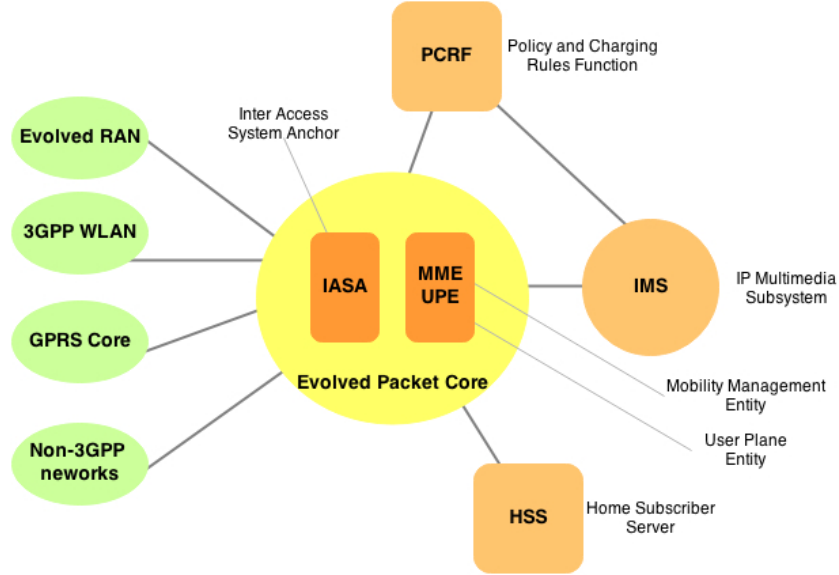 PCRF
Policy and Charging
Rules Function
Inter Access
System Anchor
Evolved RAN
3GPP WLAN
GPRS Core
Non-3GPP
neworks
IASA
MME
UPE
Evolved Packet Core
IMS
IP Multimedia
Subsystem
Mobility Management
Entity
User Plane
Entity
HSS
Home Subscriber
Server